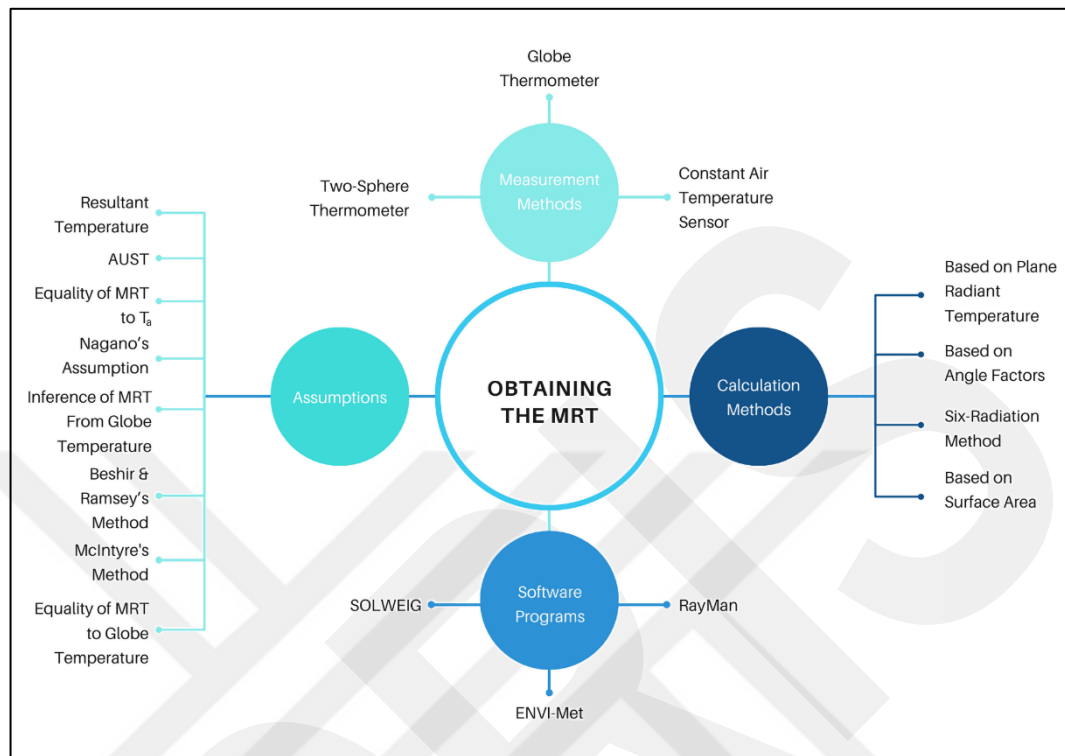 Globe
Thermometer
Measurement
Methods
Two-Sphere
Thermometer
Constant Air
Temperature
Sensor
Resultant
Temperature
AUST
Equality of MRT
to Tₐ
Nagano's
Assumption
Inference of MRT
From Globe
Temperature
Beshir &
Ramsey's
Method
McIntyre's
Method
Equality of MRT
to Globe
Temperature
Assumptions
OBTAINING
THE MRT
Calculation
Methods
Based on Plane
Radiant
Temperature
Based on
Angle Factors
Six-Radiation
Method
Based on
Surface Area
Software
Programs
SOLWEIG
RayMan
ENVI-Met